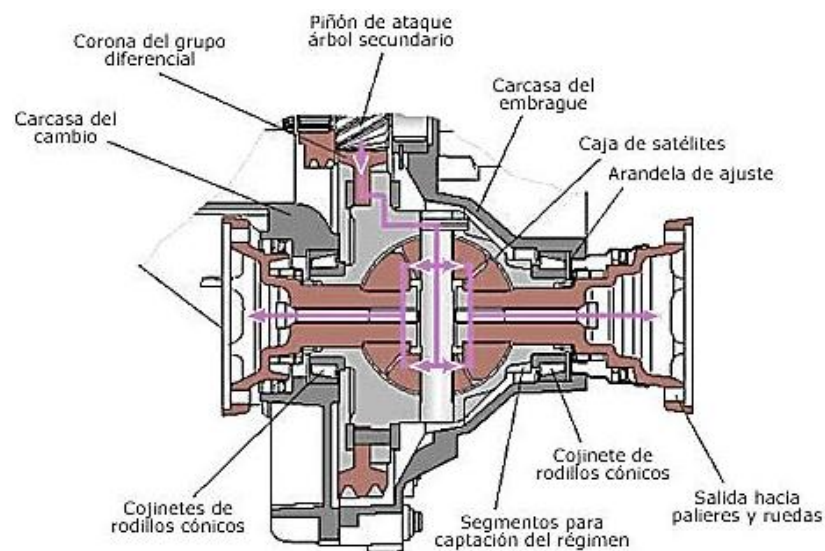 Piñón de ataque
árbol secundario
Corona del grupo
diferencial
Carcasa del
cambio
Carcasa del
embrague
Caja de satélites
Arandela de ajuste
Cojinetes de
rodillos cónicos
Segmentos para
captación del régimen
Cojinete de
rodillos cónicos
Salida hacia
palieres y ruedas